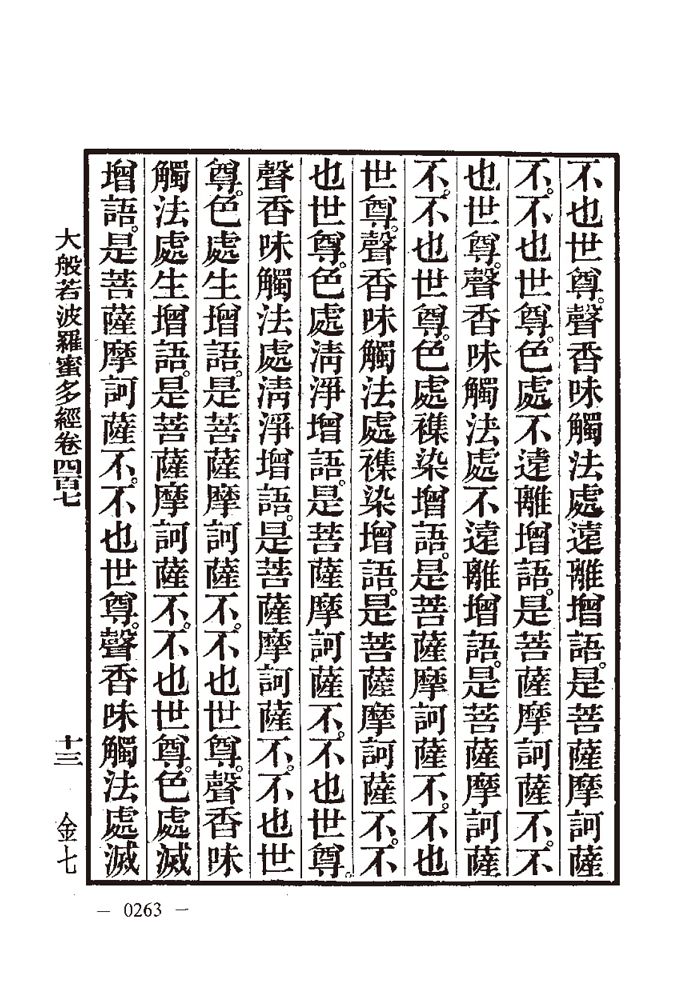 不也世尊。聲香味觸法處遠離增語。是菩薩摩訶薩
不。不也世尊。色處不遠離增語。是菩薩摩訶薩不。不
也世尊。聲香味觸法處不遠離增語。是菩薩摩訶薩
不。不也世尊。色處襍染增語。是菩薩摩訶薩不。不也
世尊。聲香味觸法處襍染增語。是菩薩摩訶薩不。不
也世尊。色處淸淨增語。是菩薩摩訶薩不。不也世尊。
聲香味觸法處淸淨增語。是菩薩摩訶薩不。不也世
尊。色處生增語。是菩薩摩訶薩不。不也世尊。聲香味
觸法處生增語。是菩薩摩訶薩不。不也世尊。色處滅
增語。是菩薩摩訶薩不。不也世尊。聲香味觸法處滅
大般若波羅蜜多經卷四百七 十三 金七
— 0263 —